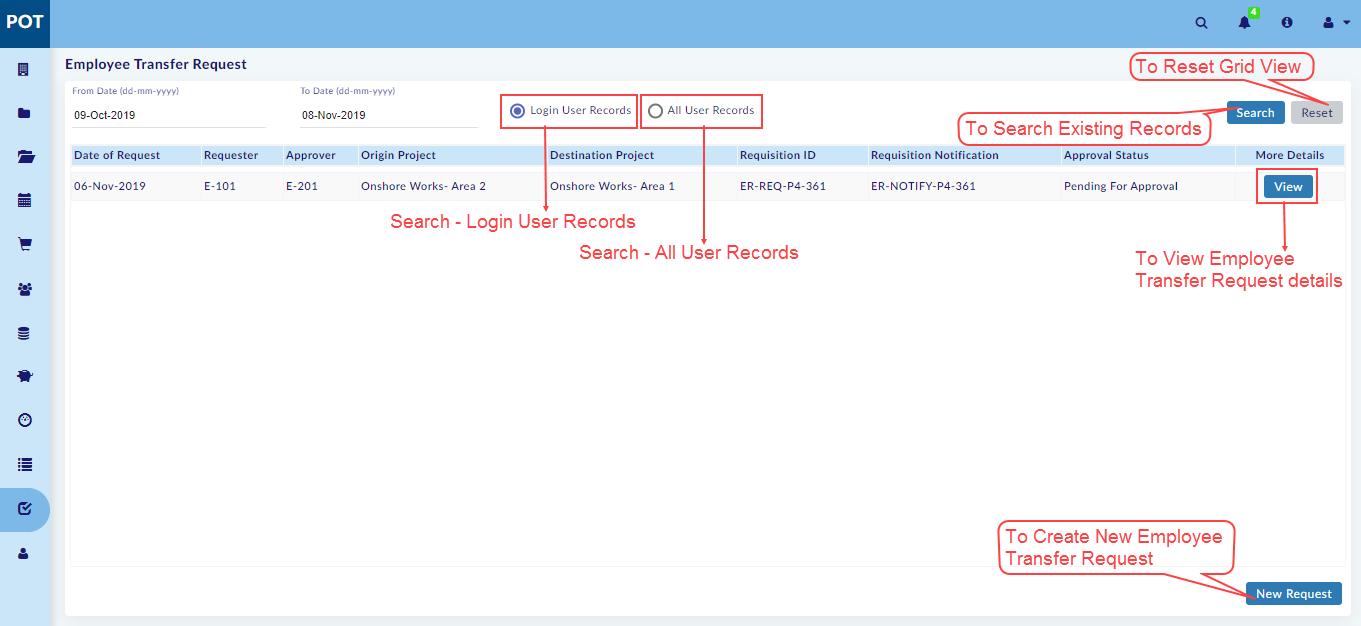 POT
4
Employee Transfer Request
To Reset Grid View
From Date (dd-mm-yyyy) To Date (dd-mm-yyyy)
09-Oct-2019 08-Nov-2019 Login User Records All User Records Search Reset
To Search Existing Records
Date of Request Requester Approver Origin Project Destination Project Requisition ID Requisition Notification Approval Status More Details
06-Nov-2019 E-101 E-201 Onshore Works- Area 2 Onshore Works- Area 1 ER-REQ-P4-361 ER-NOTIFY-P4-361 Pending For Approval View
Search - Login User Records
Search - All User Records
To View Employee
Transfer Request details
To Create New Employee
Transfer Request
New Request